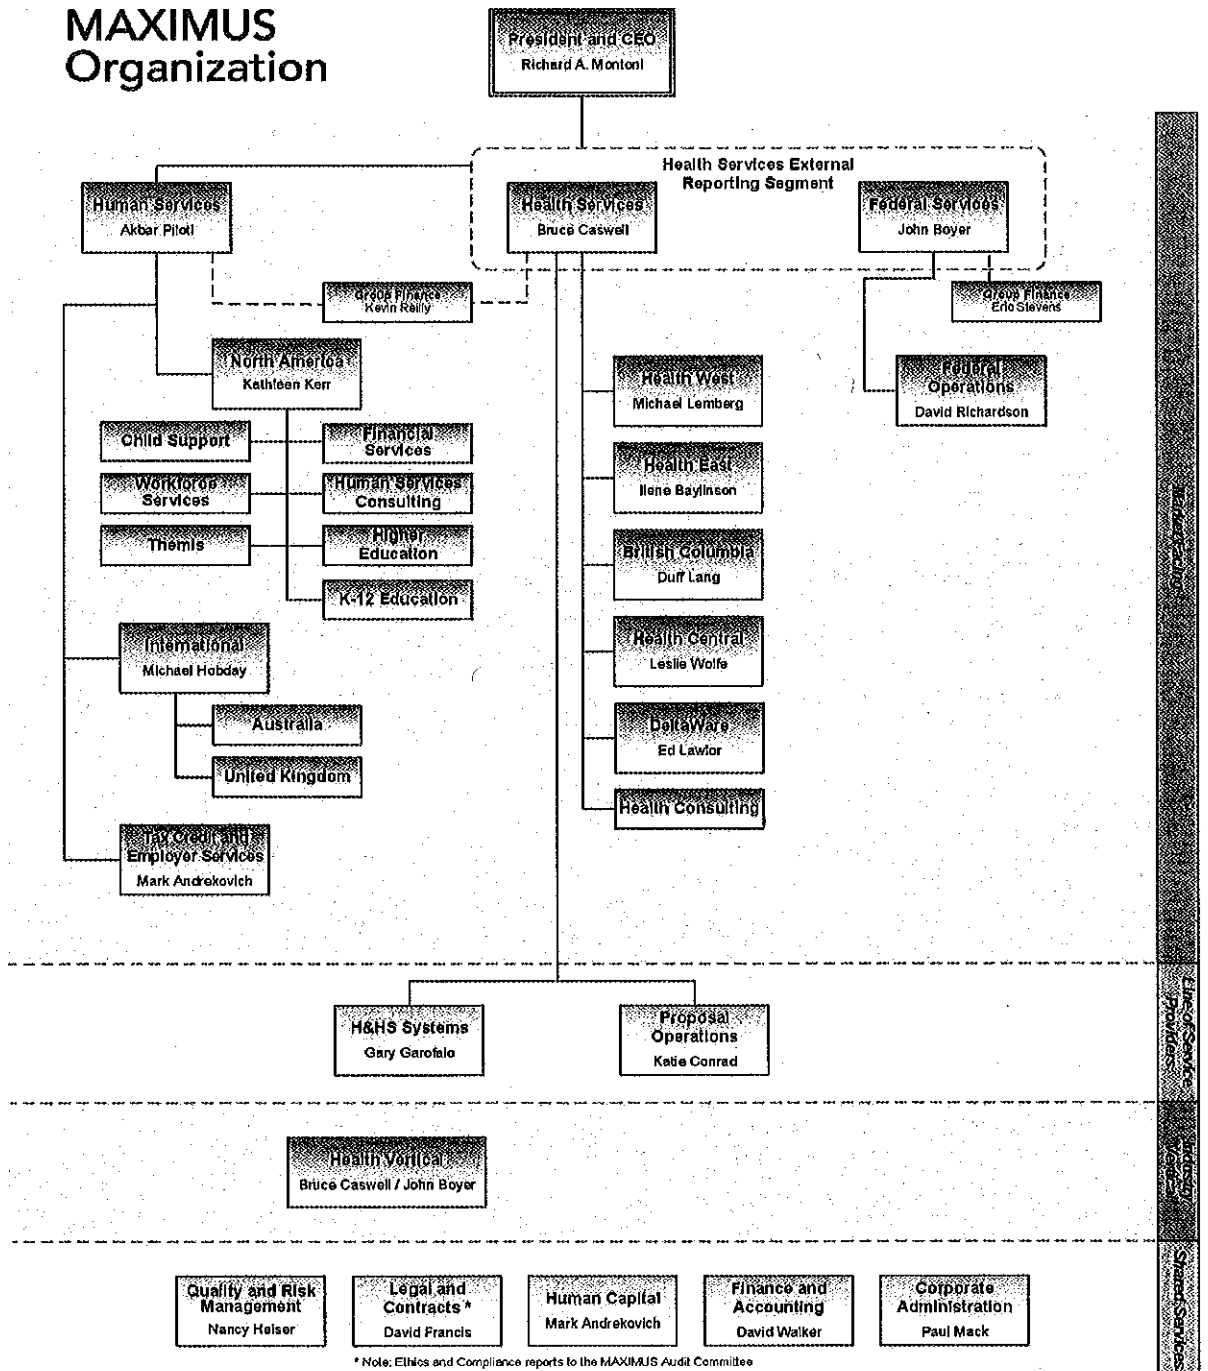 MAXIMUS
Organization
President and CEO
Richard A. Montoni
Health Services External
Reporting Segment
Human Services
Akbar Piloti
Health Services
Bruce Caswell
Federal Services
John Boyer
Group Finance
Kevin Reilly
Group Finance
Eric Stevens
North America
Kathleen Kerr
Child Support
Financial
Services
Workforce
Services
Human Services
Consulting
Themis
Higher
Education
K-12 Education
International
Michael Hobday
Australia
United Kingdom
Tax Credit and
Employer Services
Mark Andrekovich
Health West
Michael Lemberg
Health East
Ilene Baylinson
British Columbia
Duff Lang
Health Central
Leslie Wolfe
DeltaWare
Ed Lawlor
Health Consulting
Federal
Operations
David Richardson
H&HS Systems
Gary Garofalo
Proposal
Operations
Katie Conrad
Line of Service
Providers
Health Vertical
Bruce Caswell / John Boyer
Industry
Quality and Risk
Management
Nancy Heiser
Legal and
Contracts *
David Francis
Human Capital
Mark Andrekovich
Finance and
Accounting
David Walker
Corporate
Administration
Paul Mack
Shared Services
* Note: Ethics and Compliance reports to the MAXIMUS Audit Committee